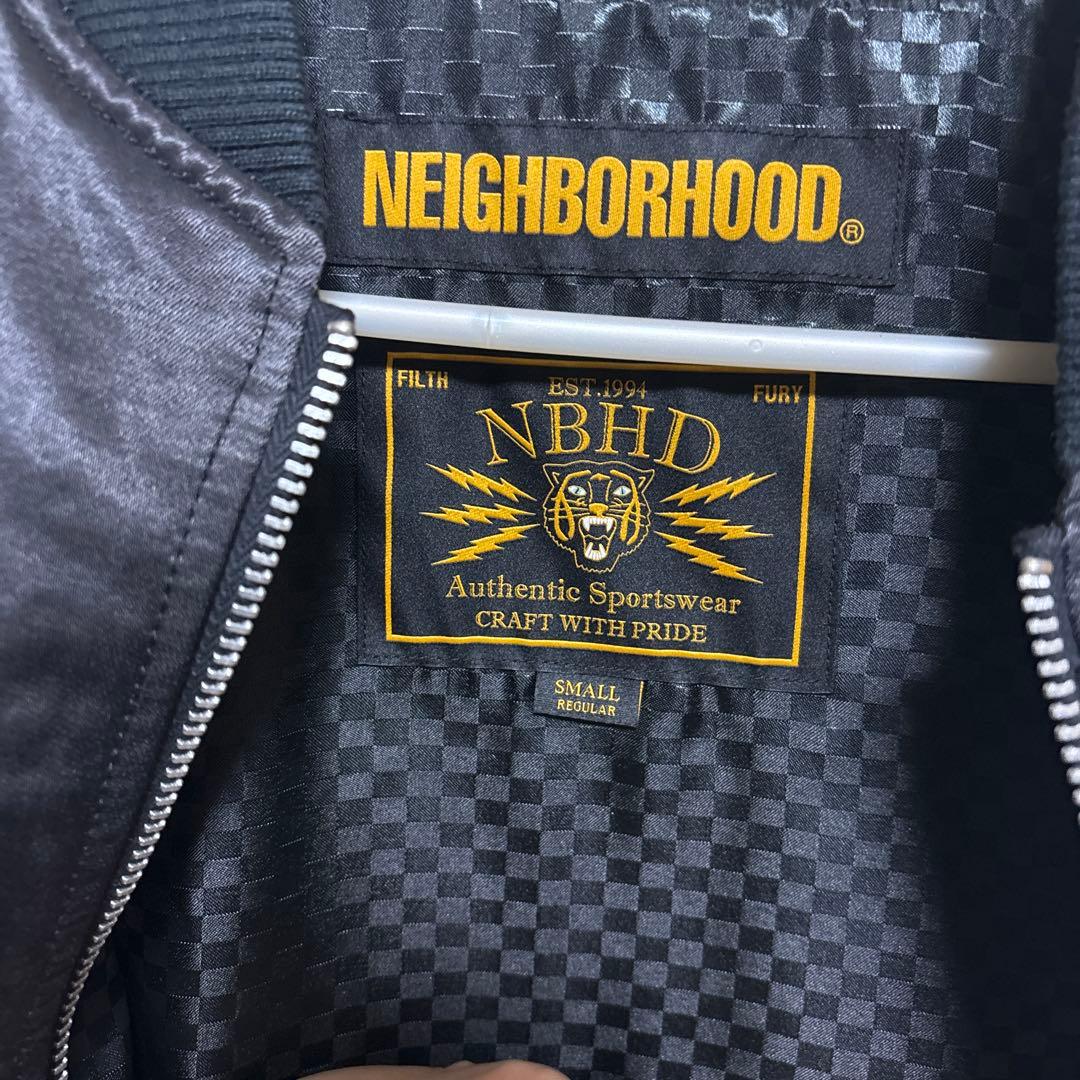 NEIGHBORHOOD®
FILTH EST.1994 FURY
NBHD
Authentic Sportswear
CRAFT WITH PRIDE
SMALL
REGULAR